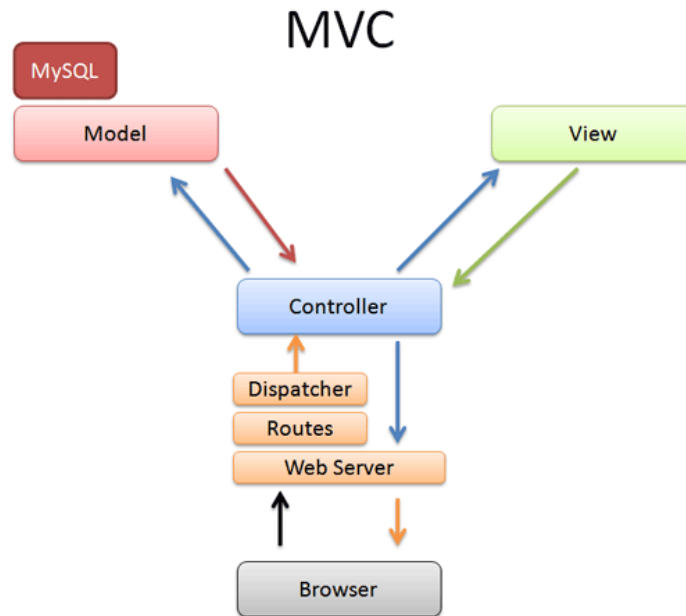 MVC
MySQL
Model
View
Controller
Dispatcher
Routes
Web Server
Browser